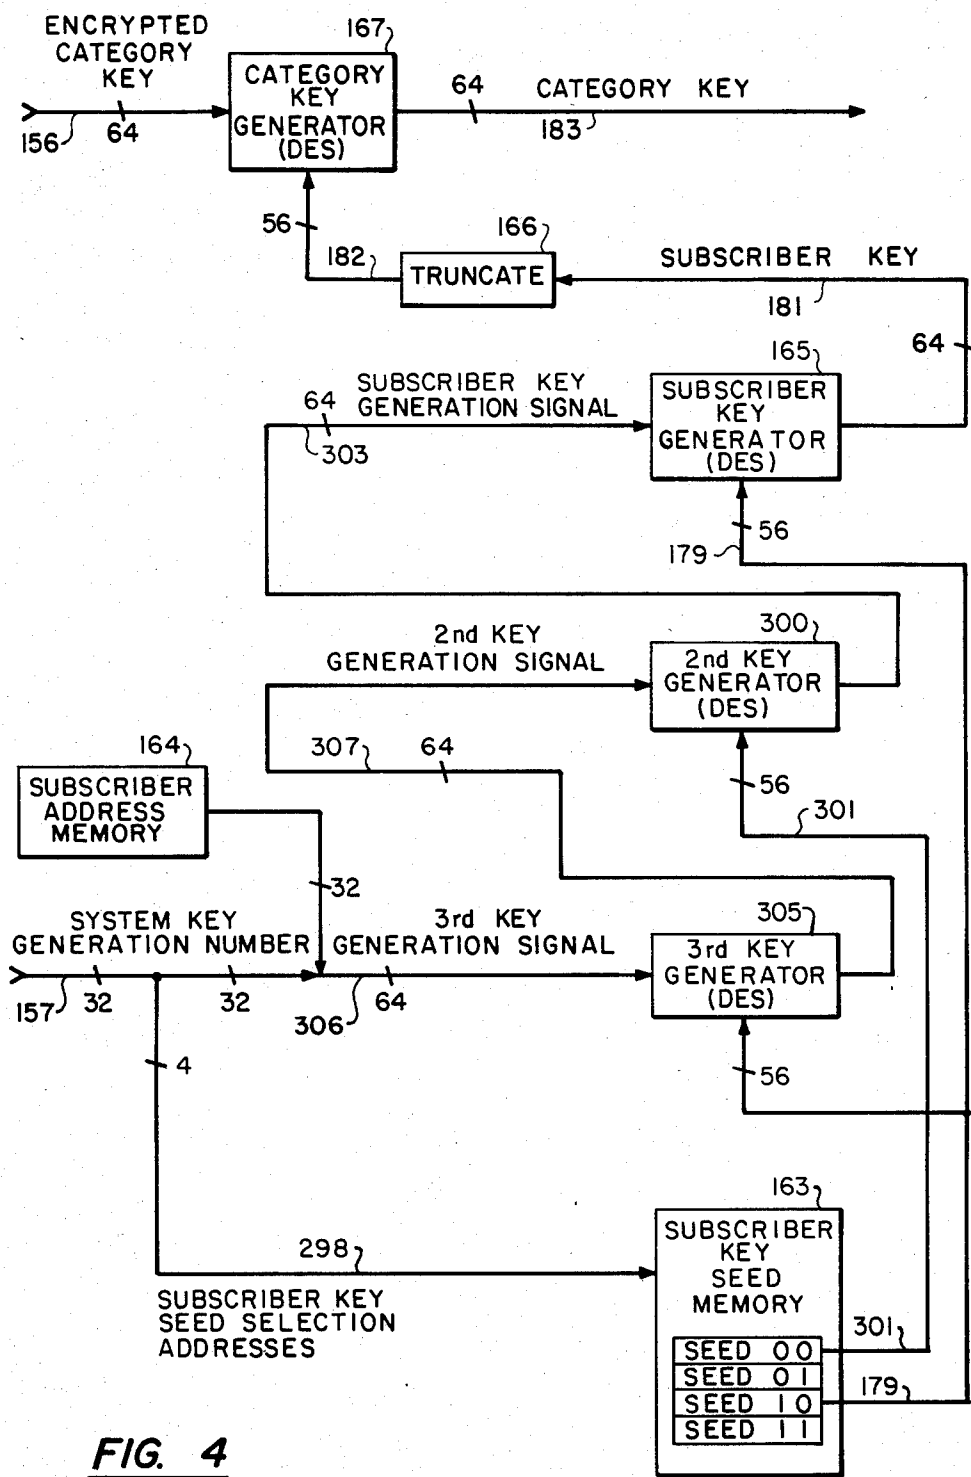 ENCRYPTED
CATEGORY
KEY
156
64
167
CATEGORY
KEY
GENERATOR
(DES)
64
CATEGORY KEY
183
56
182
166
TRUNCATE
SUBSCRIBER KEY
181
64
165
SUBSCRIBER KEY
GENERATION SIGNAL
64
303
SUBSCRIBER
KEY
GENERATOR
(DES)
56
179
2nd KEY
GENERATION SIGNAL
300
2nd KEY
GENERATOR
(DES)
307
64
56
301
164
SUBSCRIBER
ADDRESS
MEMORY
32
SYSTEM KEY
GENERATION NUMBER
157
32
32
3rd KEY
GENERATION SIGNAL
306
64
305
3rd KEY
GENERATOR
(DES)
56
4
298
SUBSCRIBER KEY
SEED SELECTION
ADDRESSES
163
SUBSCRIBER
KEY
SEED
MEMORY
SEED 00
SEED 01
SEED 10
SEED 11
301
179
FIG. 4